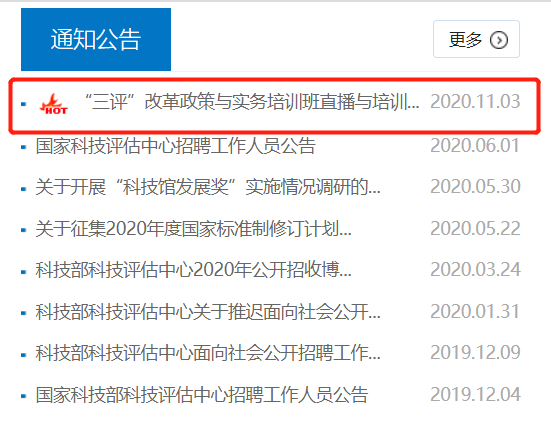 通知公告
更多
HOT “三评”改革政策与实务培训班直播与培训... 2020.11.03
国家科技评估中心招聘工作人员公告 2020.06.01
关于开展“科技馆发展奖”实施情况调研的... 2020.05.30
关于征集2020年度国家标准制修订计划... 2020.05.22
科技部科技评估中心2020年公开招收博... 2020.03.24
科技部科技评估中心关于推迟面向社会公开... 2020.01.31
科技部科技评估中心面向社会公开招聘工作... 2019.12.09
国家科技部科技评估中心招聘工作人员公告 2019.12.04